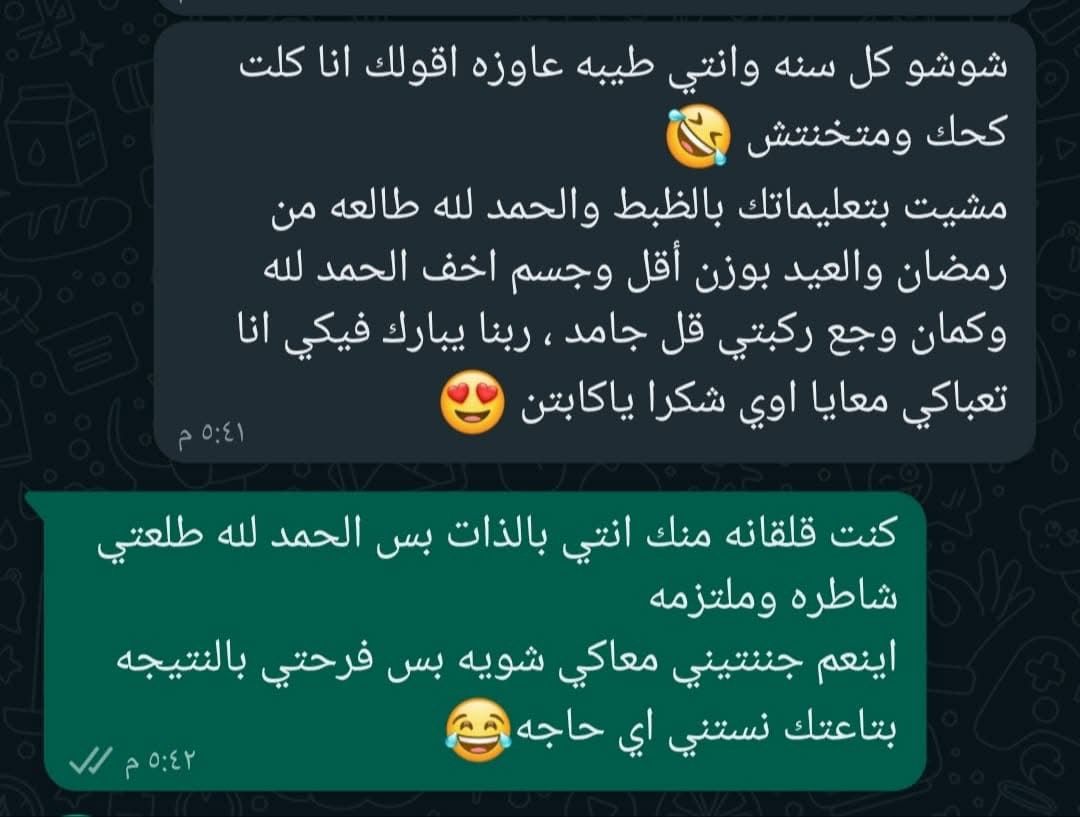 شوشو كل سنه وانتي طيبه عاوزه اقولك انا كلت
كحك ومتخنتش 🤣
مشيت بتعليماتك بالظبط والحمد لله طالعه من
رمضان والعيد بوزن أقل وجسم اخف الحمد لله
وكمان وجع ركبتي قل جامد ، ربنا يبارك فيكي انا
تعباكي معايا اوي شكرا ياكابتن 😍
٥:٤١ م
كنت قلقانه منك انتي بالذات بس الحمد لله طلعتي
شاطره وملتزمه
اينعم جننتيني معاكي شويه بس فرحتي بالنتيجه
بتاعتك نستني اي حاجه😂
٥:٤٢ م